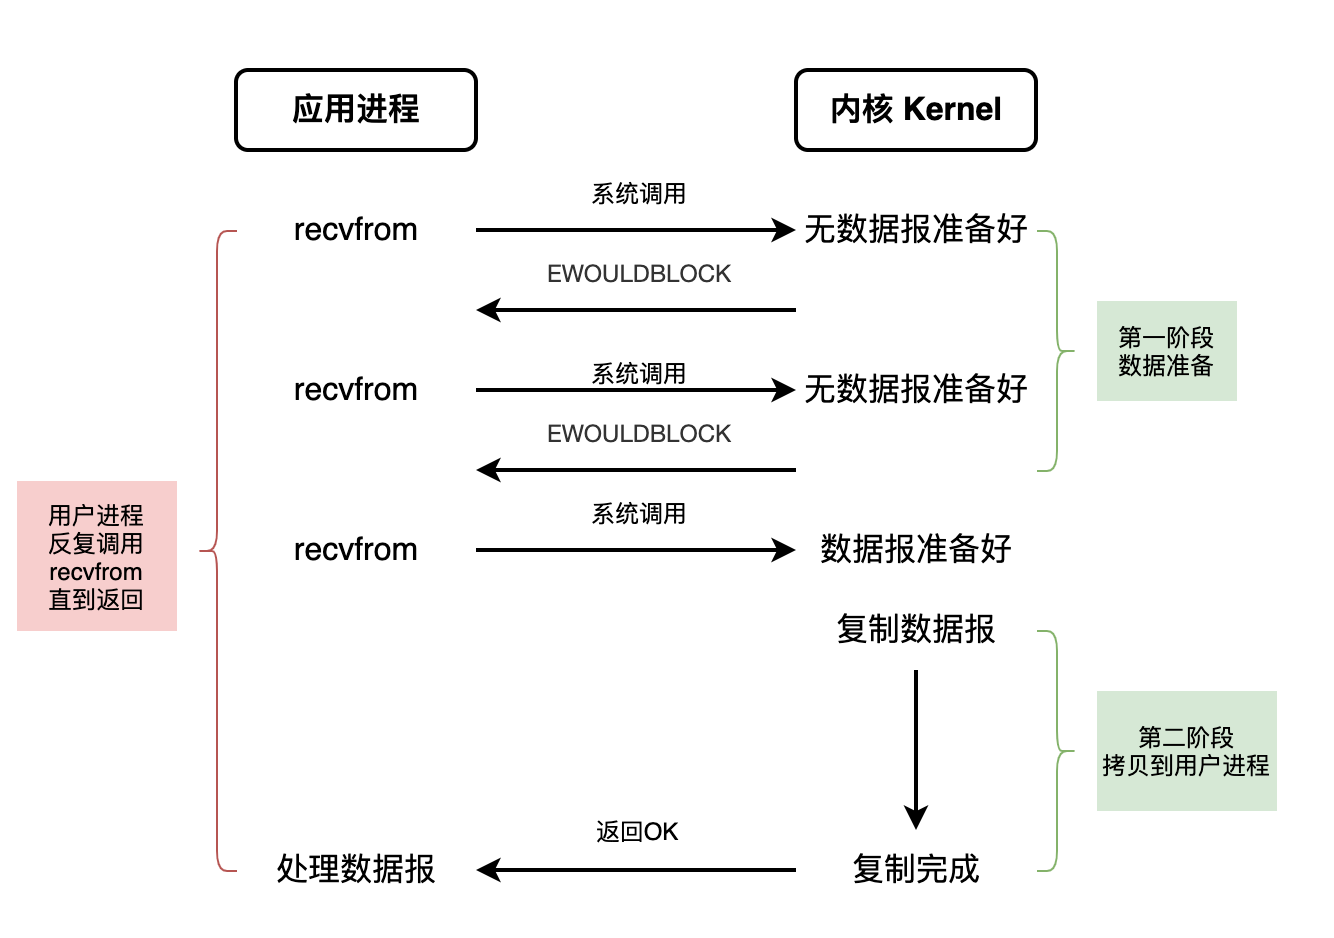 应用进程
内核 Kernel
系统调用
recvfrom
无数据报准备好
EWOULDBLOCK
第一阶段
数据准备
系统调用
recvfrom
无数据报准备好
EWOULDBLOCK
用户进程
反复调用
recvfrom
直到返回
系统调用
recvfrom
数据报准备好
复制数据报
第二阶段
拷贝到用户进程
返回OK
处理数据报
复制完成